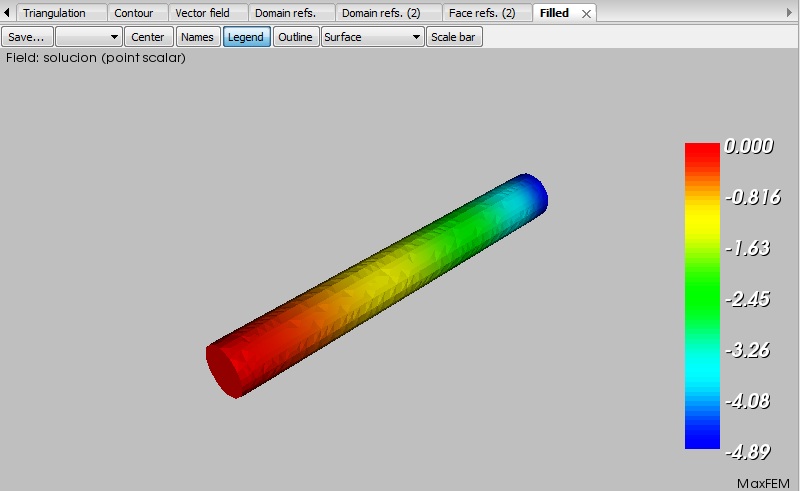 Triangulation Contour Vector field Domain refs. Domain refs. (2) Face refs. (2) Filled
Save... Center Names Legend Outline Surface Scale bar
Field: solucion (point scalar)
0.000
-0.816
-1.63
-2.45
-3.26
-4.08
-4.89
MaxFEM